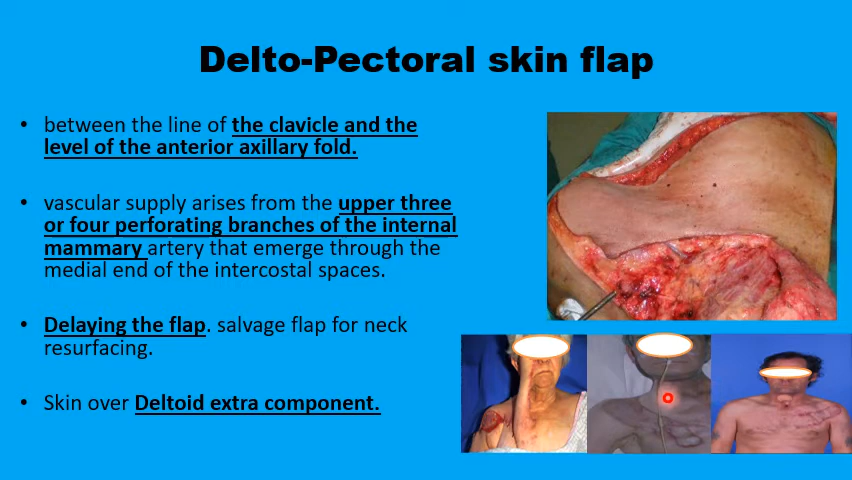 Delto-Pectoral skin flap
• between the line of the clavicle and the
level of the anterior axillary fold.
• vascular supply arises from the upper three
or four perforating branches of the internal
mammary artery that emerge through the
medial end of the intercostal spaces.
• Delaying the flap. salvage flap for neck
resurfacing.
• Skin over Deltoid extra component.